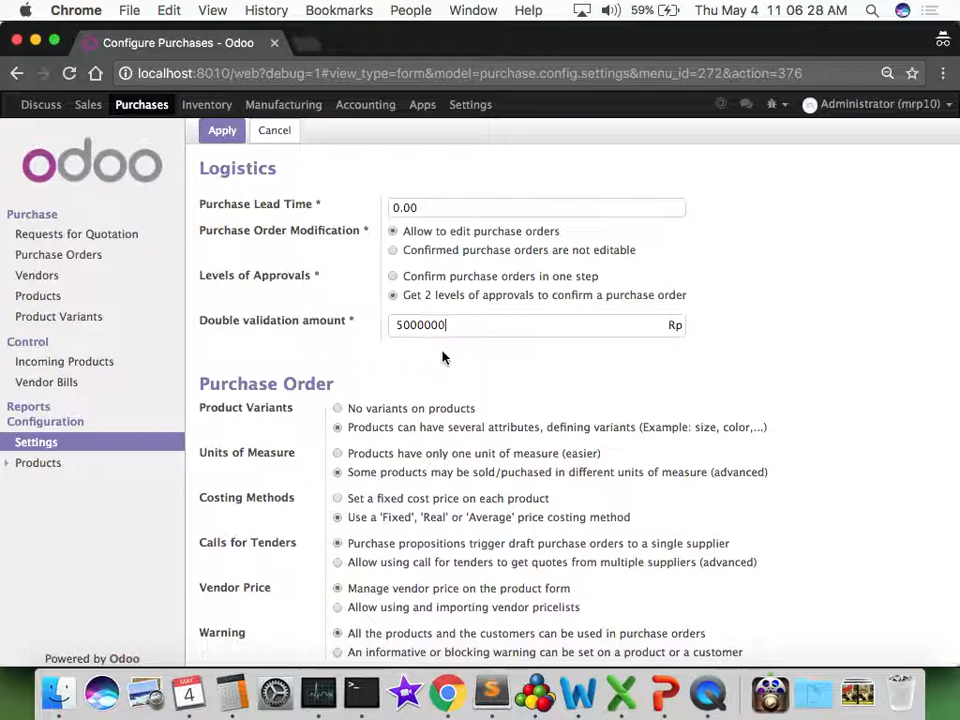 Chrome File Edit View History Bookmarks People Window Help 59% Thu May 4 11 06 28 AM
Configure Purchases - Odoo
localhost:8010/web?debug=1#view_type=form&model=purchase.config.settings&menu_id=272&action=376
Discuss Sales Purchases Inventory Manufacturing Accounting Apps Settings @ Administrator (mrp10)
odoo
Apply Cancel
Logistics
Purchase Lead Time * 0.00
Purchase Order Modification * Allow to edit purchase orders
Confirmed purchase orders are not editable
Levels of Approvals * Confirm purchase orders in one step
Get 2 levels of approvals to confirm a purchase order
Double validation amount * 5000000 Rp
Purchase
Requests for Quotation
Purchase Orders
Vendors
Products
Product Variants
Control
Incoming Products
Vendor Bills
Reports
Configuration
Settings
Products
Purchase Order
Product Variants No variants on products
Products can have several attributes, defining variants (Example: size, color,...)
Units of Measure Products have only one unit of measure (easier)
Some products may be sold/puchased in different units of measure (advanced)
Costing Methods Set a fixed cost price on each product
Use a 'Fixed', 'Real' or 'Average' price costing method
Calls for Tenders Purchase propositions trigger draft purchase orders to a single supplier
Allow using call for tenders to get quotes from multiple suppliers (advanced)
Vendor Price Manage vendor price on the product form
Allow using and importing vendor pricelists
Warning All the products and the customers can be used in purchase orders
An informative or blocking warning can be set on a product or a customer
Powered by Odoo
MAY
4